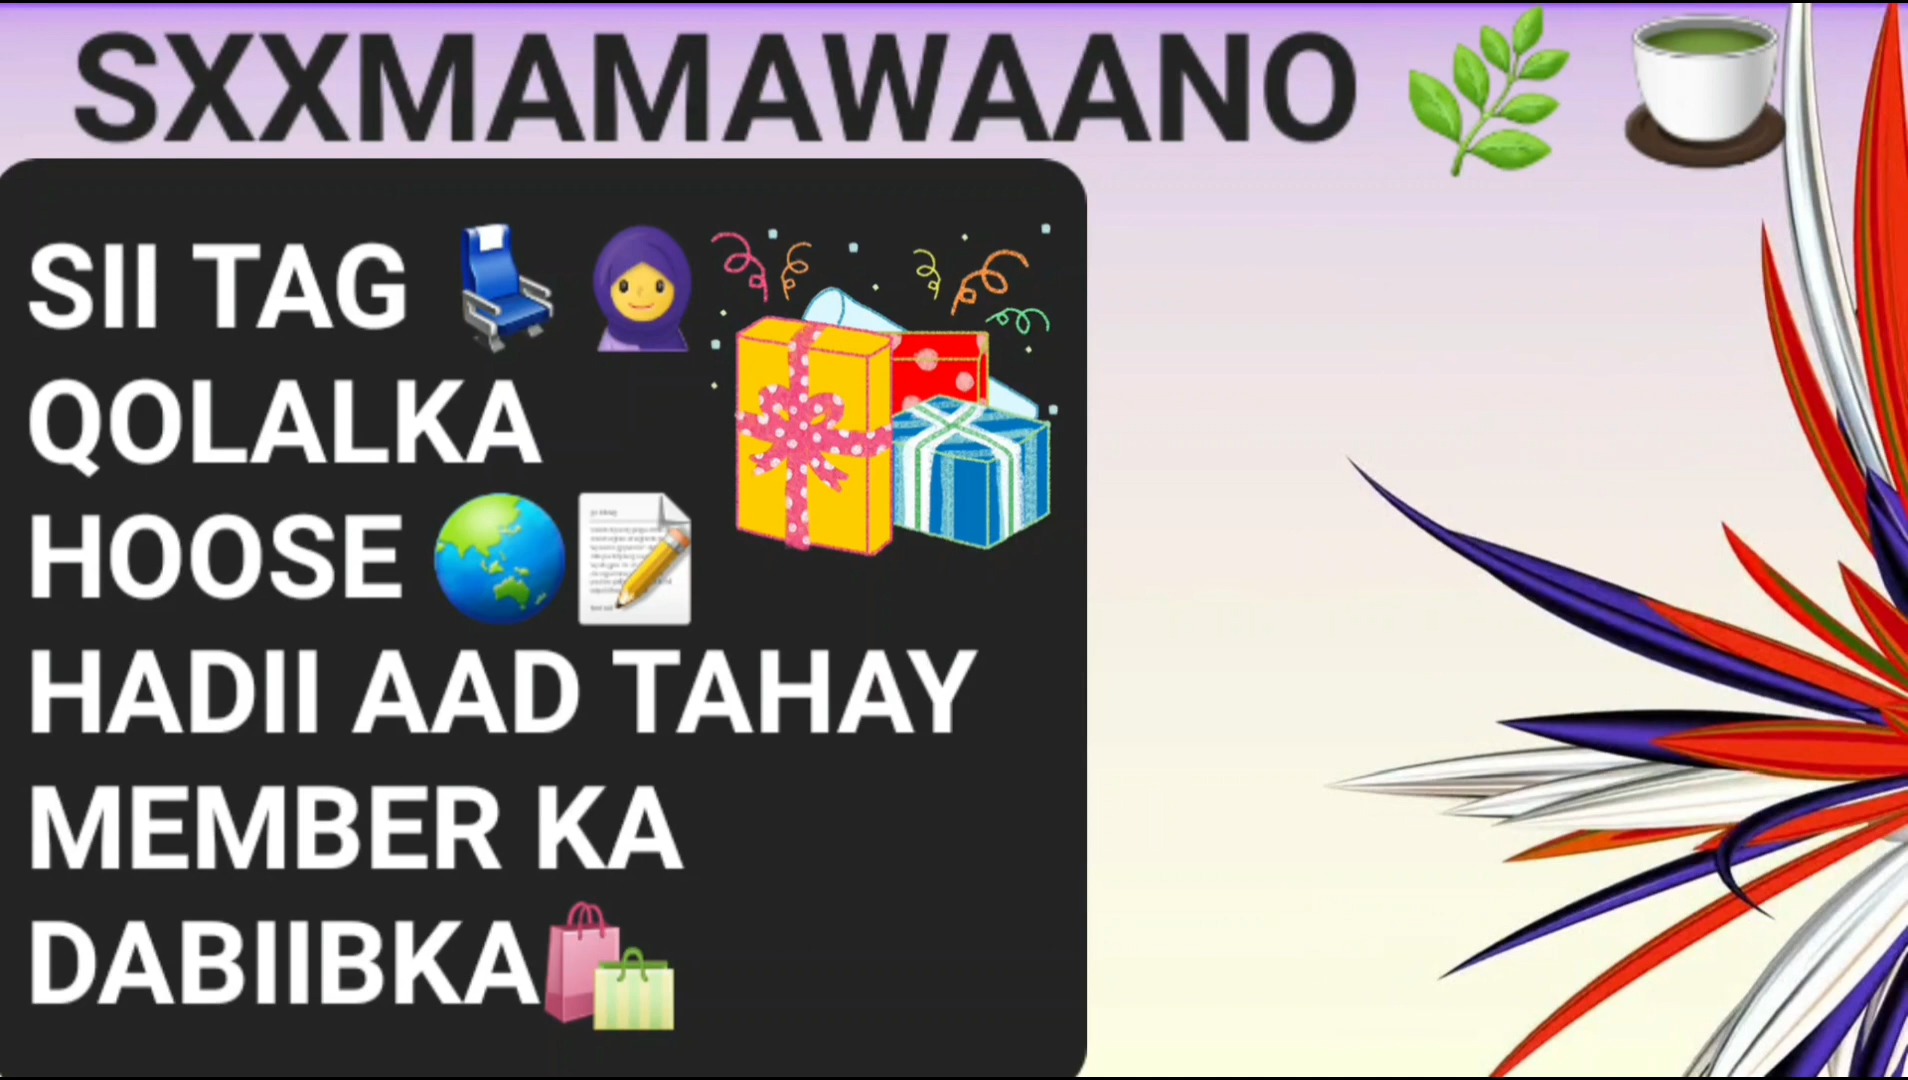 SXXMAMAWAANO 🌿 🍵
SII TAG 💺 🧕
QOLALKA
HOOSE 🌏📝
HADII AAD TAHAY
MEMBER KA
DABIIBKA🛍️